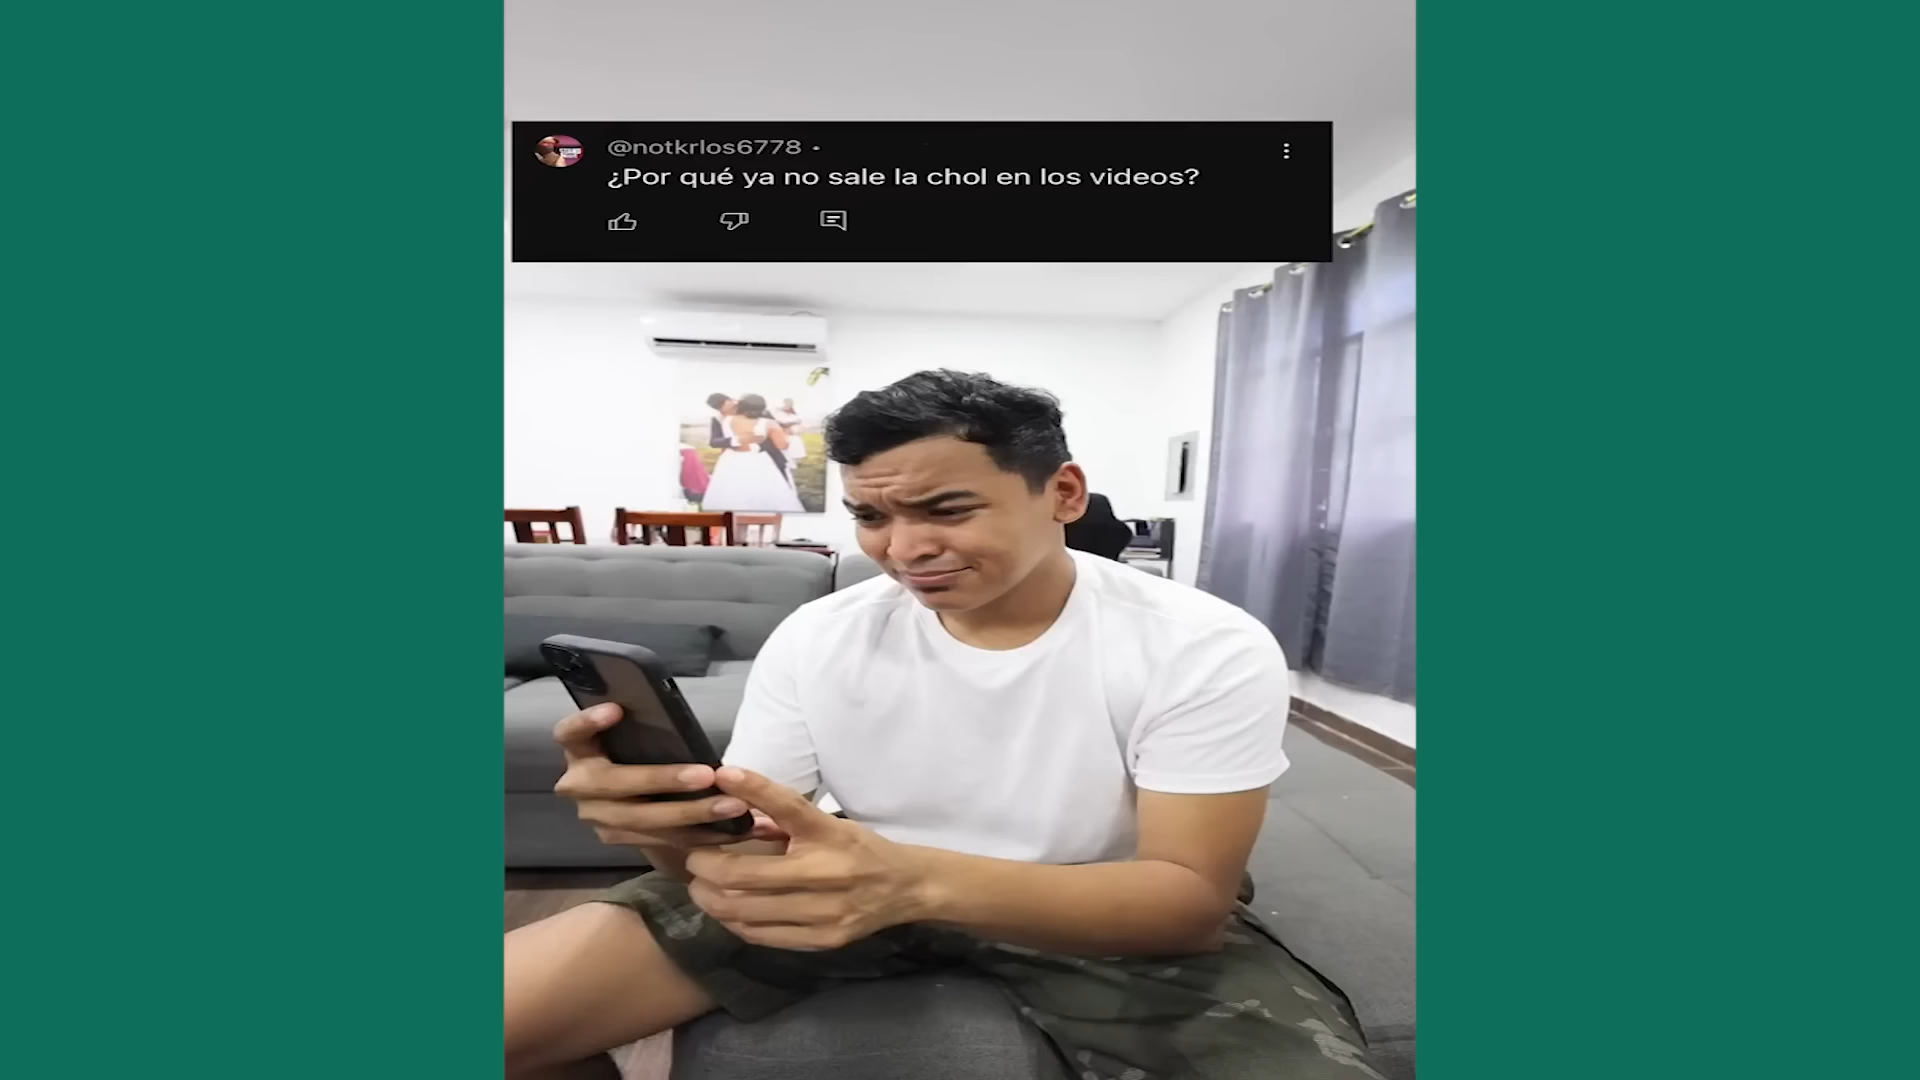 @notkrlos6778 •
¿Por qué ya no sale la chol en los videos?